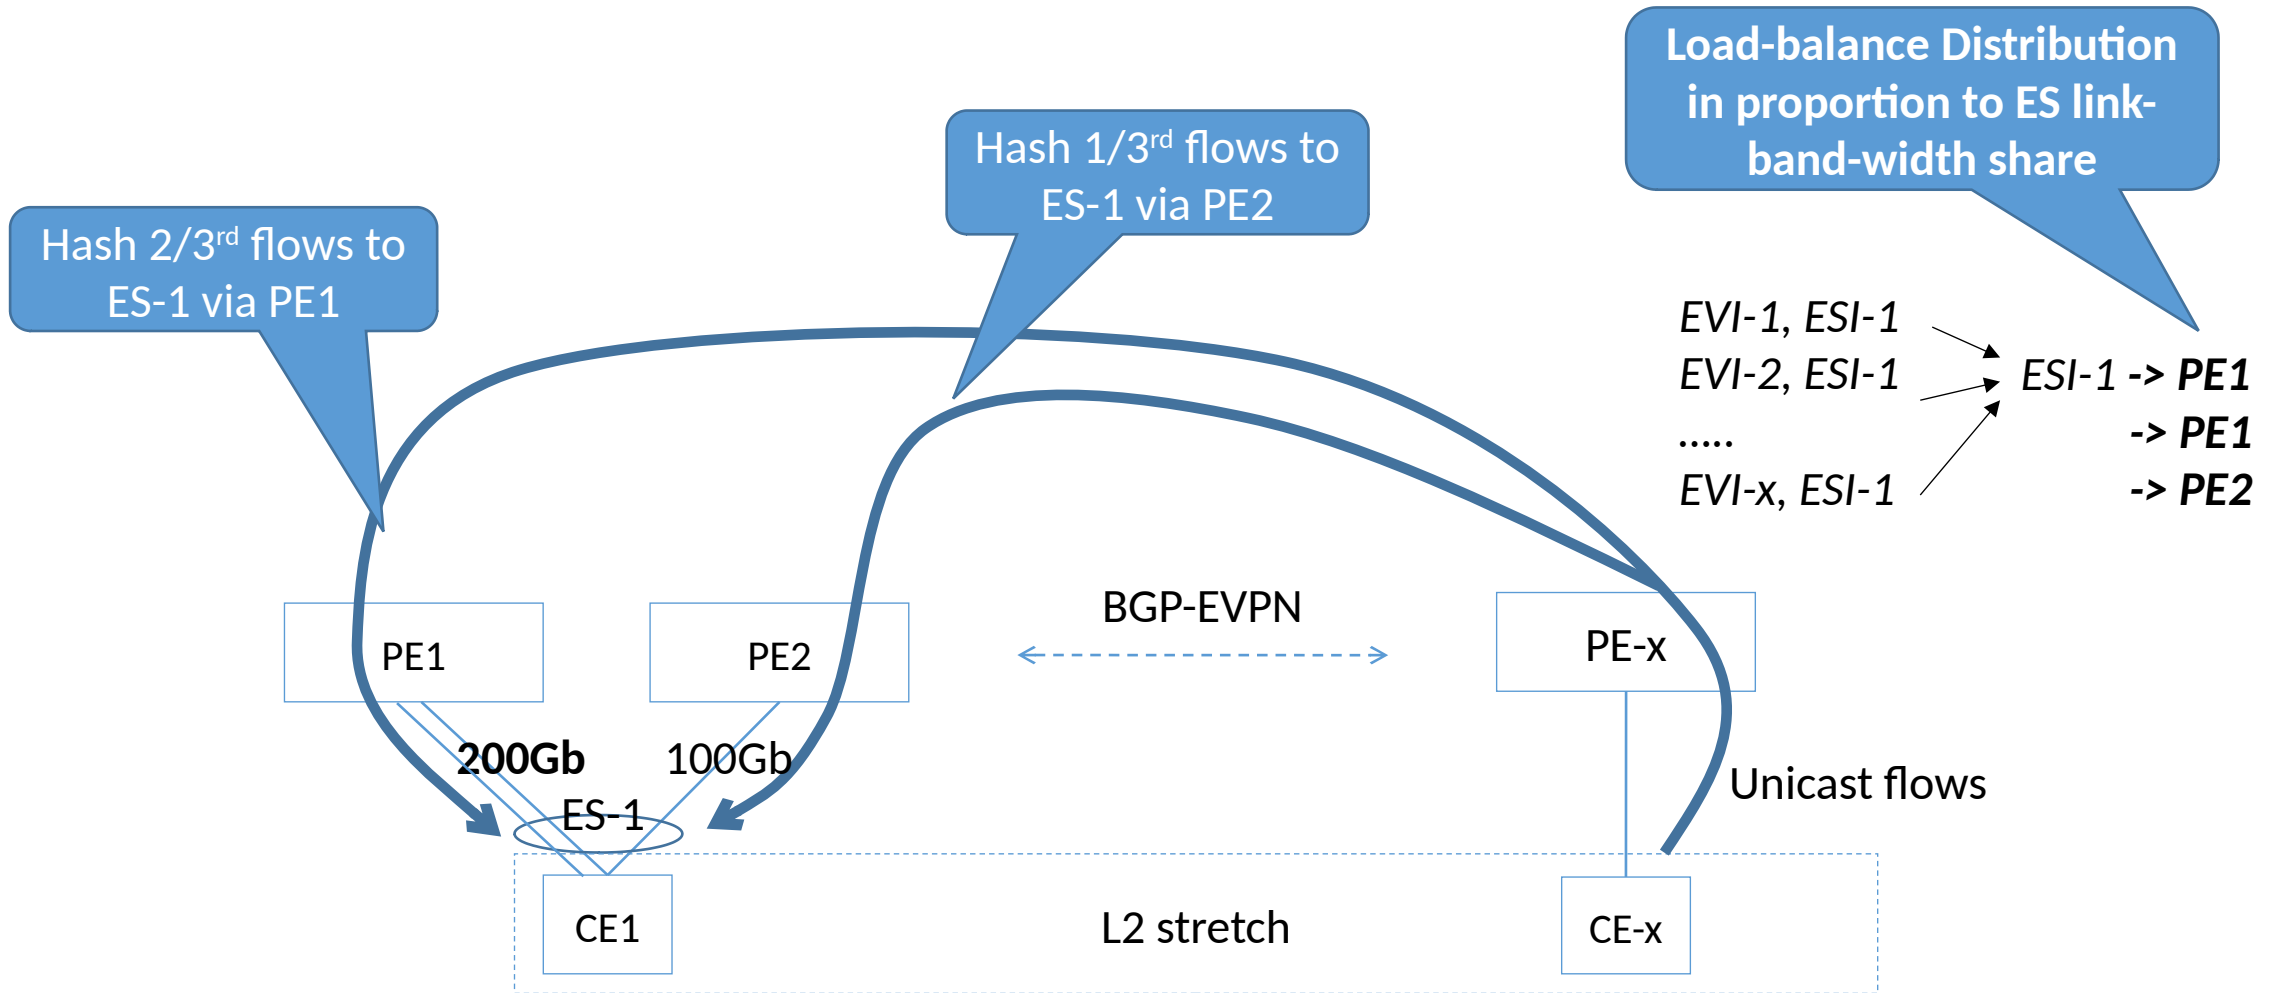 Load-balance Distribution
in proportion to ES link-
band-width share
Hash 1/3rd flows to
ES-1 via PE2
Hash 2/3rd flows to
ES-1 via PE1
EVI-1, ESI-1
EVI-2, ESI-1
.....
EVI-x, ESI-1
ESI-1 -> PE1
-> PE1
-> PE2
BGP-EVPN
PE1
PE2
PE-x
200Gb
100Gb
ES-1
Unicast flows
CE1
L2 stretch
CE-x